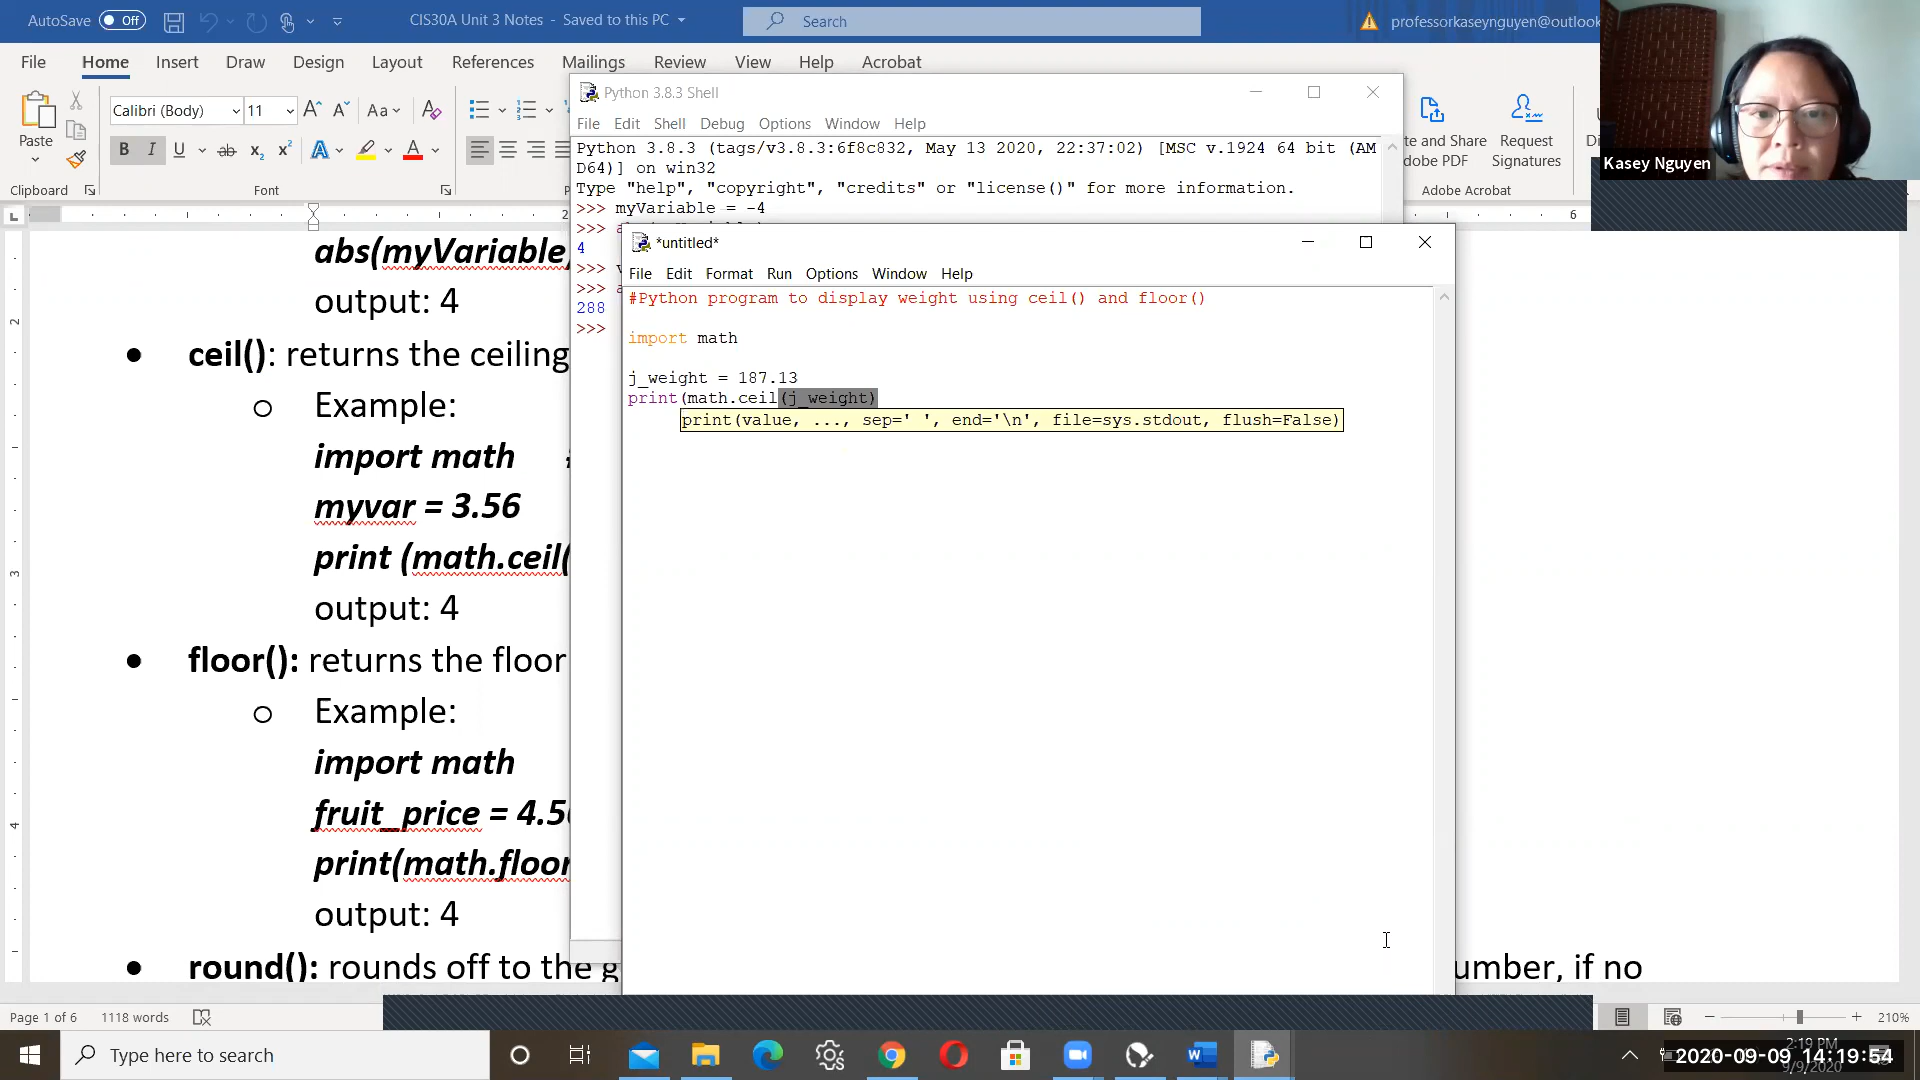 AutoSave Off CIS30A Unit 3 Notes - Saved to this PC Search professorkaseynguyen@outlook
File Home Insert Draw Design Layout References Mailings Review View Help Acrobat
Calibri (Body) 11 Aa
Paste
Clipboard Font
and Share
dobe PDF
Request
Signatures
Adobe Acrobat
Kasey Nguyen
abs(myVariable)
output: 4
ceil(): returns the ceiling
Example:
import math
myvar = 3.56
print (math.ceil(
output: 4
floor(): returns the floor
Example:
import math
fruit_price = 4.5
print(math.floor
output: 4
round(): rounds off to the g umber, if no
Python 3.8.3 Shell
File Edit Shell Debug Options Window Help
Python 3.8.3 (tags/v3.8.3:6f8c832, May 13 2020, 22:37:02) [MSC v.1924 64 bit (AM
D64)] on win32
Type "help", "copyright", "credits" or "license()" for more information.
>>> myVariable = -4
>>>
4
>>>
>>>
288
>>>
*untitled*
File Edit Format Run Options Window Help
#Python program to display weight using ceil() and floor()
import math
j_weight = 187.13
print(math.ceil(j_weight)
print(value, ..., sep=' ', end='\n', file=sys.stdout, flush=False)
Page 1 of 6 1118 words 210%
Type here to search
2:19 PM
9/9/2020
2020-09-09 14:19:54